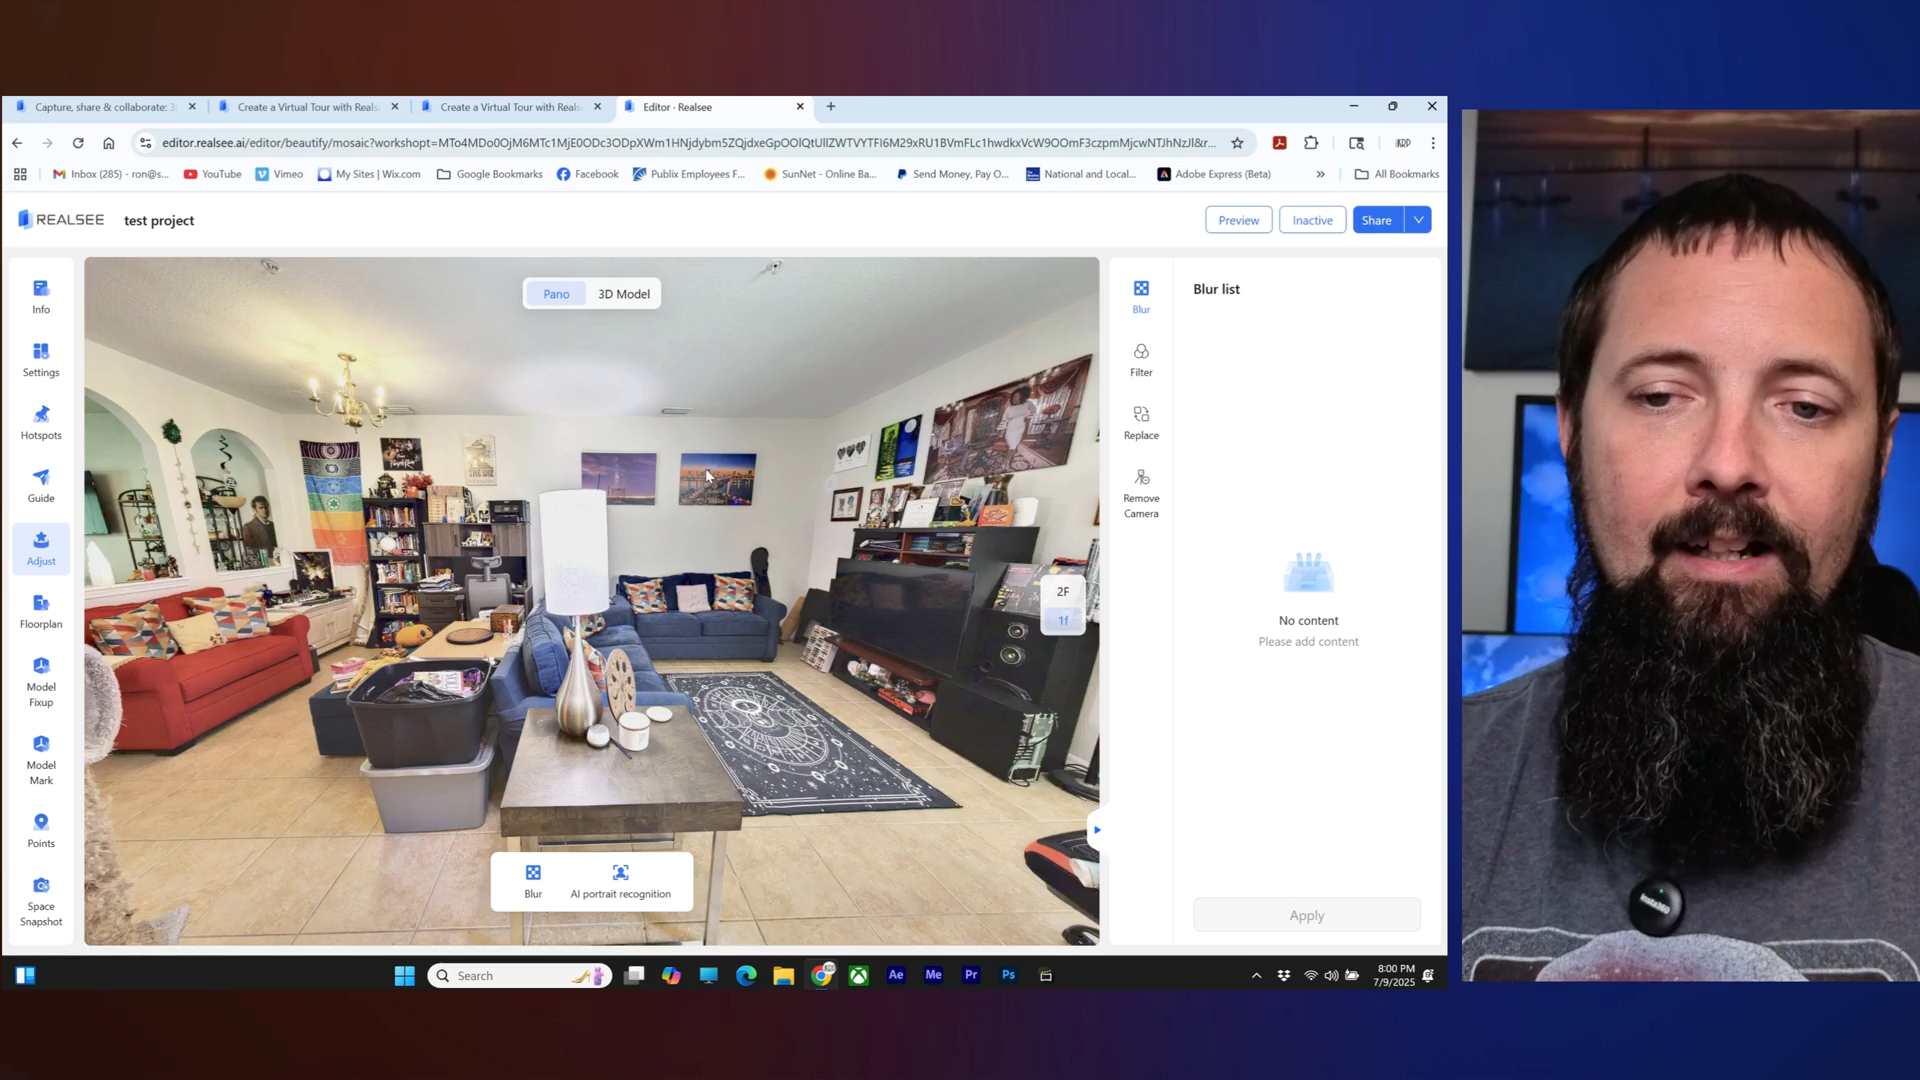 Capture, share & collaborate: 3
Create a Virtual Tour with Reals
Create a Virtual Tour with Reals
Editor - Realsee
editor.realsee.ai/editor/beautify/mosaic?workshopt=MTo4MDo0OjM6MTc1MjE0ODc3ODpXWm1HNjdybm5ZQjdxeGpOOlQtUllZWTVYTFI6M29xRU1BVmFLc1hwdkxVcW9OOmF3czpmMjcwNTJhNzJl&r...
Inbox (285) - ron@s...
YouTube
Vimeo
My Sites | Wix.com
Google Bookmarks
Facebook
Publix Employees F...
SunNet - Online Ba...
Send Money, Pay O...
National and Local...
Adobe Express (Beta)
»
All Bookmarks
REALSEE
test project
Preview
Inactive
Share
Info
Settings
Hotspots
Guide
Adjust
Floorplan
Model
Fixup
Model
Mark
Points
Space
Snapshot
Pano
3D Model
2F
1f
Blur
AI portrait recognition
Blur
Filter
Replace
Remove
Camera
Blur list
No content
Please add content
Apply
Search
Ae
Me
Pr
Ps
8:00 PM
7/9/2025
Insta360